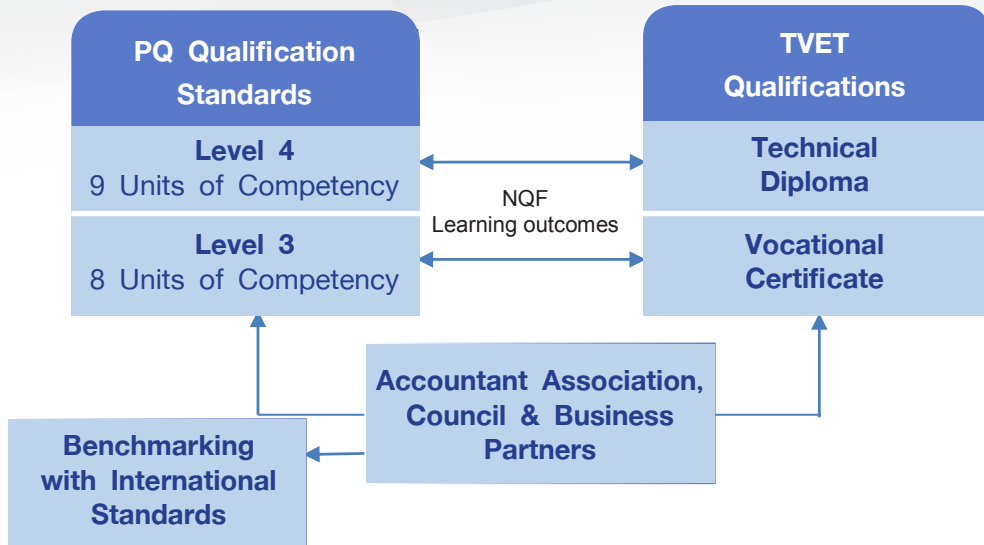 PQ Qualification
Standards
Level 4
9 Units of Competency
Level 3
8 Units of Competency
NQF
Learning outcomes
TVET
Qualifications
Technical
Diploma
Vocational
Certificate
Accountant Association,
Council & Business
Partners
Benchmarking
with International
Standards